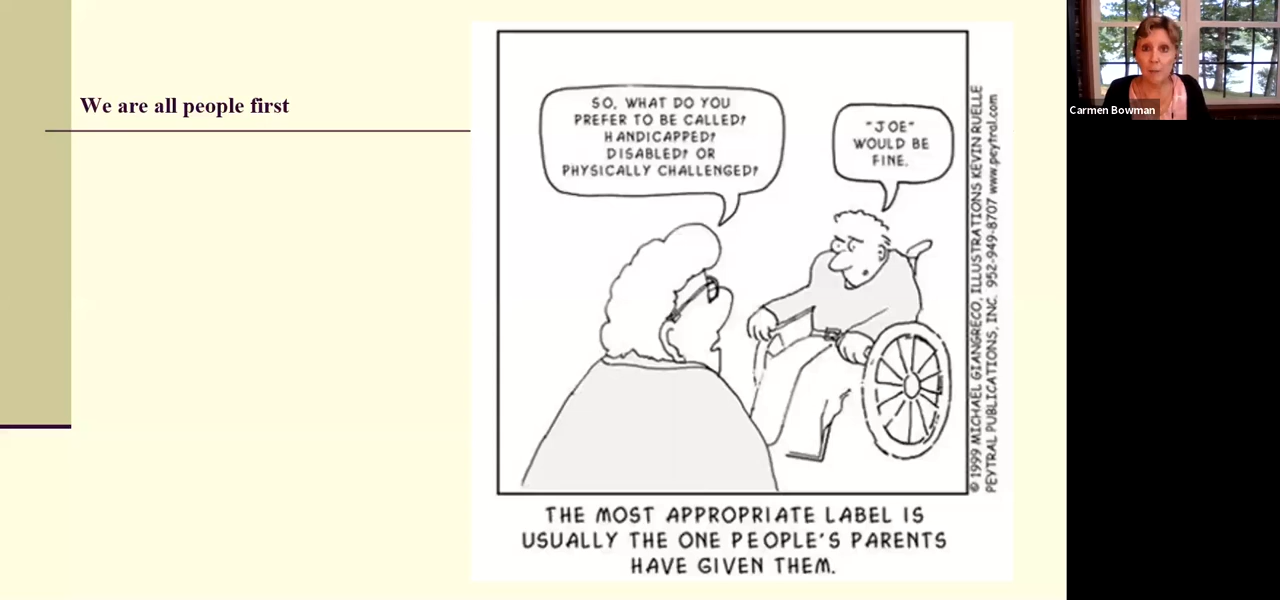 We are all people first
SO, WHAT DO YOU
PREFER TO BE CALLED?
HANDICAPPED?
DISABLED? OR
PHYSICALLY CHALLENGED?
"JOE"
WOULD BE
FINE.
© 1999 MICHAEL GIANGRECO, ILLUSTRATIONS KEVIN RUELLE
PEYTRAL PUBLICATIONS, INC. 952-949-8707 www.peytral.com
THE MOST APPROPRIATE LABEL IS
USUALLY THE ONE PEOPLE'S PARENTS
HAVE GIVEN THEM.
Carmen Bowman